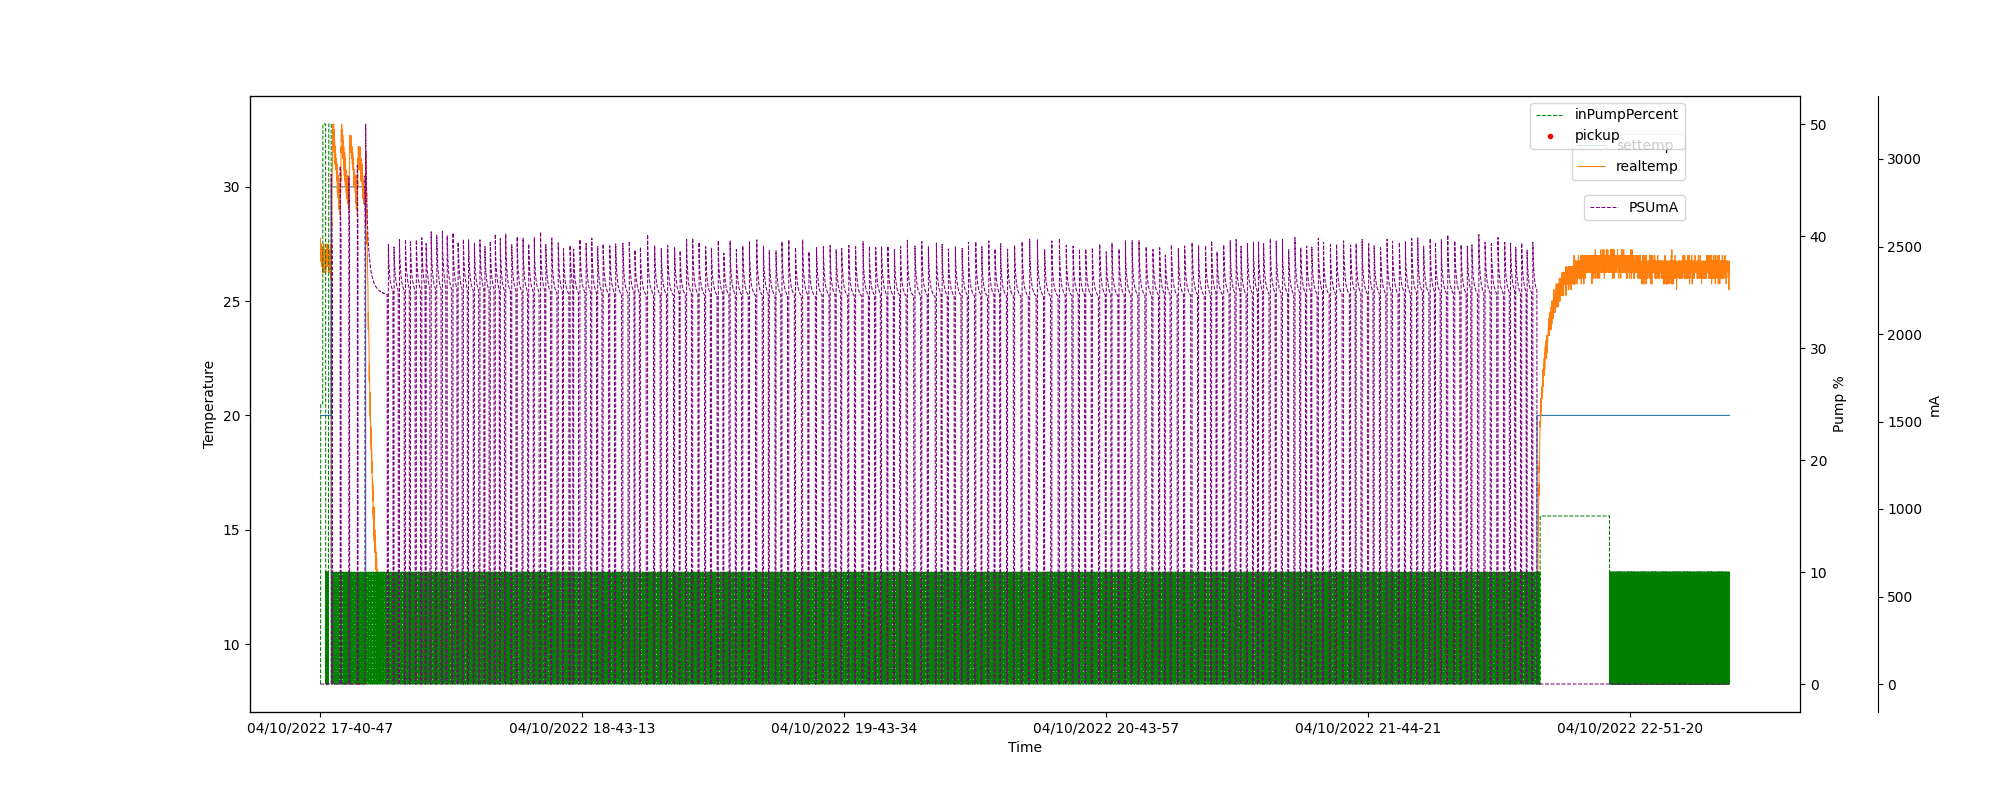 inPumpPercent
pickup
settemp
realtemp
PSUmA
30
25
20
15
10
Temperature
50
40
30
20
10
0
Pump %
3000
2500
2000
1500
1000
500
0
mA
04/10/2022 17-40-47
04/10/2022 18-43-13
04/10/2022 19-43-34
04/10/2022 20-43-57
04/10/2022 21-44-21
04/10/2022 22-51-20
Time